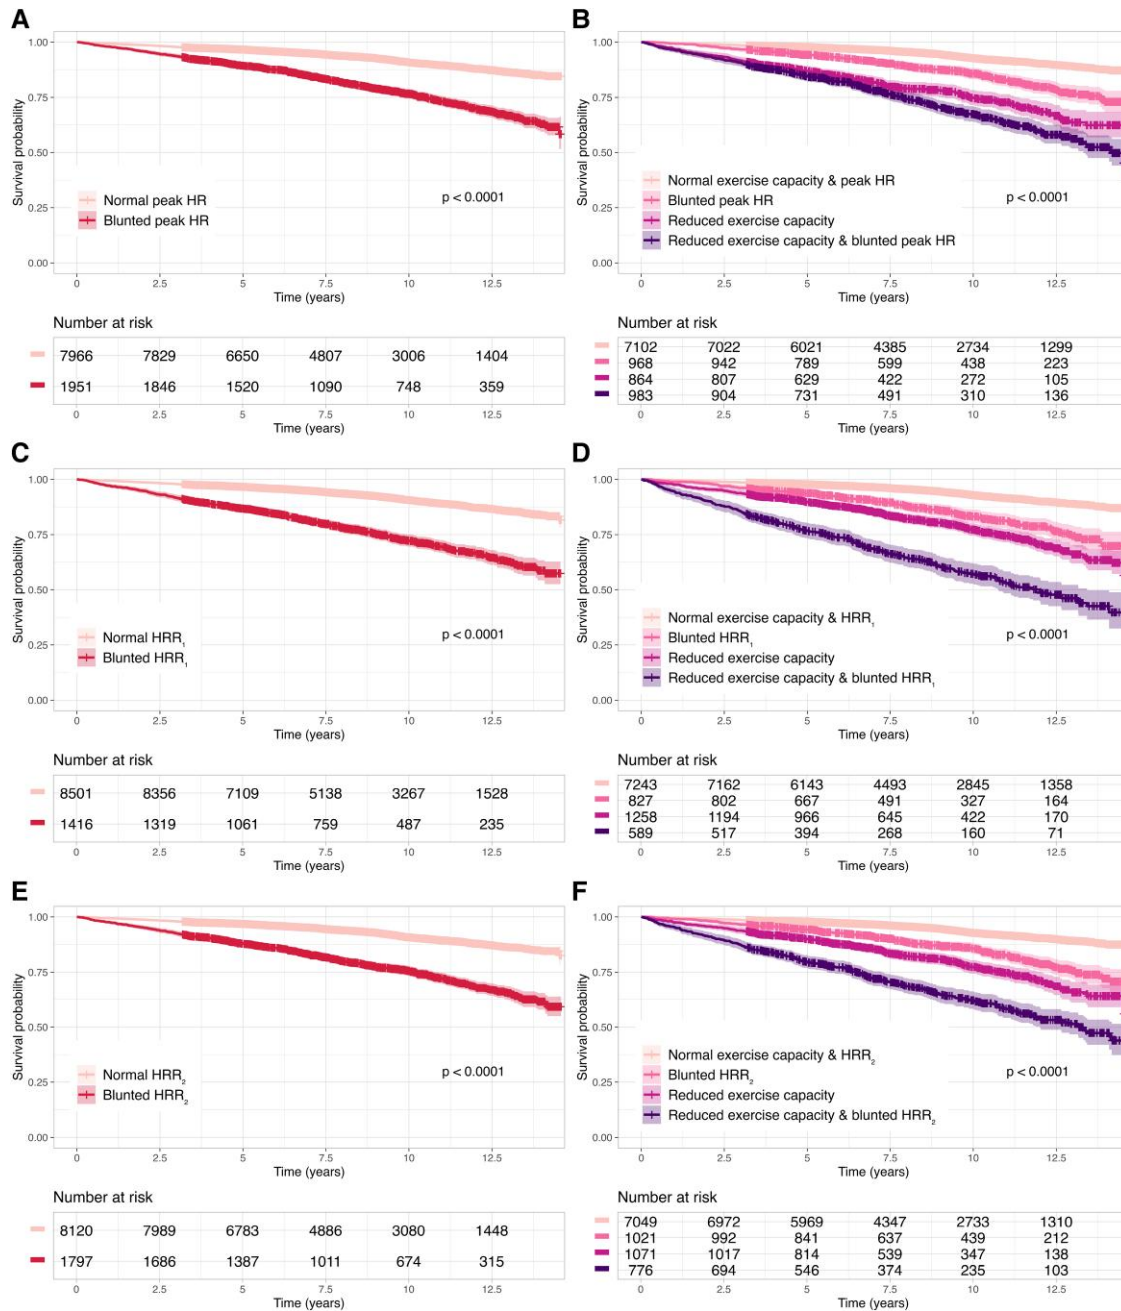 A
Survival probability
1.00
0.75
0.50
0.25
0.00
Normal peak HR
Blunted peak HR
p < 0.0001
0 2.5 5 7.5 10 12.5
Time (years)
Number at risk
7966 7829 6650 4807 3006 1404
1951 1846 1520 1090 748 359
0 2.5 5 7.5 10 12.5
Time (years)
B
Survival probability
1.00
0.75
0.50
0.25
0.00
Normal exercise capacity & peak HR
Blunted peak HR
Reduced exercise capacity
Reduced exercise capacity & blunted peak HR
p < 0.0001
0 2.5 5 7.5 10 12.5
Time (years)
Number at risk
7102 7022 6021 4385 2734 1299
968 942 789 599 438 223
864 807 629 422 272 105
983 904 731 491 310 136
0 2.5 5 7.5 10 12.5
Time (years)
C
Survival probability
1.00
0.75
0.50
0.25
0.00
Normal HRR₁
Blunted HRR₁
p < 0.0001
0 2.5 5 7.5 10 12.5
Time (years)
Number at risk
8501 8356 7109 5138 3267 1528
1416 1319 1061 759 487 235
0 2.5 5 7.5 10 12.5
Time (years)
D
Survival probability
1.00
0.75
0.50
0.25
0.00
Normal exercise capacity & HRR₁
Blunted HRR₁
Reduced exercise capacity
Reduced exercise capacity & blunted HRR₁
p < 0.0001
0 2.5 5 7.5 10 12.5
Time (years)
Number at risk
7243 7162 6143 4493 2845 1358
827 802 667 491 327 164
1258 1194 966 645 422 170
589 517 394 268 160 71
0 2.5 5 7.5 10 12.5
Time (years)
E
Survival probability
1.00
0.75
0.50
0.25
0.00
Normal HRR₂
Blunted HRR₂
p < 0.0001
0 2.5 5 7.5 10 12.5
Time (years)
Number at risk
8120 7989 6783 4886 3080 1448
1797 1686 1387 1011 674 315
0 2.5 5 7.5 10 12.5
Time (years)
F
Survival probability
1.00
0.75
0.50
0.25
0.00
Normal exercise capacity & HRR₂
Blunted HRR₂
Reduced exercise capacity
Reduced exercise capacity & blunted HRR₂
p < 0.0001
0 2.5 5 7.5 10 12.5
Time (years)
Number at risk
7049 6972 5969 4347 2733 1310
1021 992 841 637 439 212
1071 1017 814 539 347 138
776 694 546 374 235 103
0 2.5 5 7.5 10 12.5
Time (years)